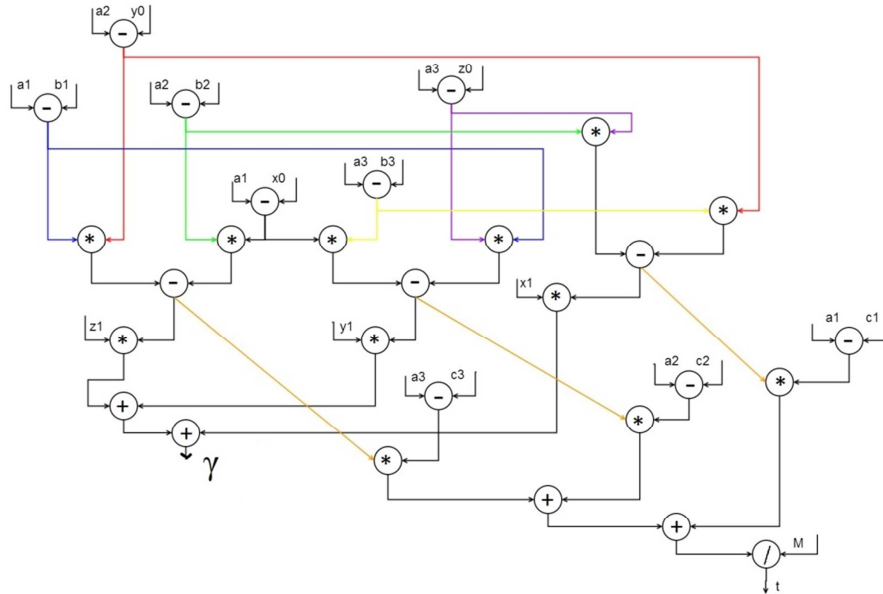 a2 y0
-
a3 z0
-
a1 b1
-
a2 b2
-
*
a3 b3
-
a1 x0
-
*
*
*
*
*
-
-
-
x1
*
z1
*
y1
*
a1 c1
-
a3 c3
-
a2 c2
-
*
+
*
+
*
γ
+
+
M
/
t